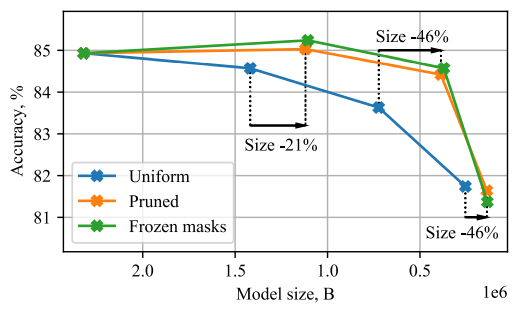 Accuracy, %
85
84
83
82
81
Size -46%
Size -21%
Size -46%
Uniform
Pruned
Frozen masks
2.0
1.5
1.0
0.5
1e6
Model size, B